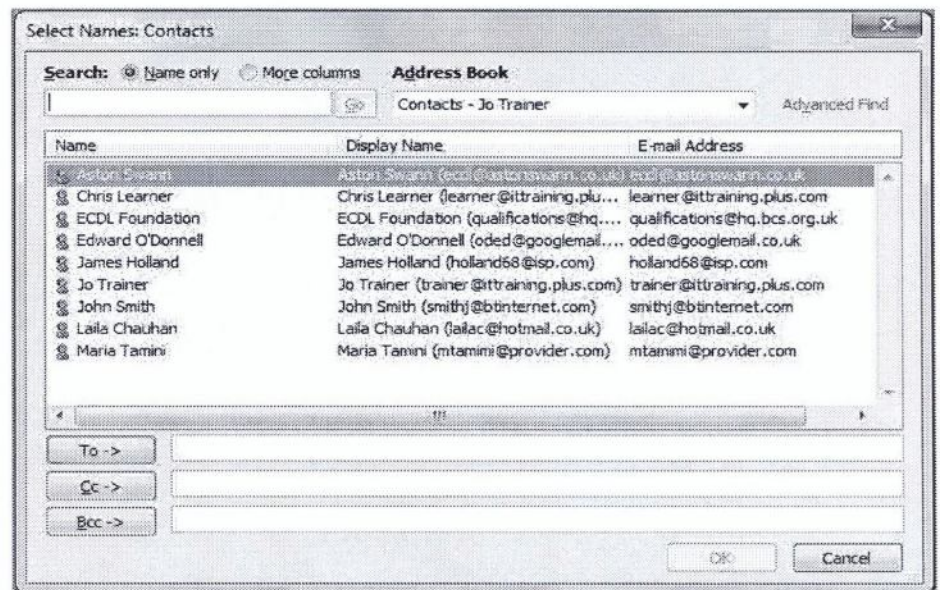 Select Names: Contacts
Search: Name only More columns Address Book
Go Contacts - Jo Trainer Advanced Find
Name Display Name E-mail Address
Aston Swann Aston Swann (ecdl@astonswann.co.uk) ecdl@astonswann.co.uk
Chris Learner Chris Learner (learner@ittraining.plu... learner@ittraining.plus.com
ECDL Foundation ECDL Foundation (qualifications@hq.... qualifications@hq.bcs.org.uk
Edward O'Donnell Edward O'Donnell (oded@googlemail.... oded@googlemail.co.uk
James Holland James Holland (holland68@isp.com) holland68@isp.com
Jo Trainer Jo Trainer (trainer@ittraining.plus.com) trainer@ittraining.plus.com
John Smith John Smith (smithj@btinternet.com) smithj@btinternet.com
Laila Chauhan Laila Chauhan (lailac@hotmail.co.uk) lailac@hotmail.co.uk
Maria Tamini Maria Tamini (mtamimi@provider.com) mtamimi@provider.com
To ->
Cc ->
Bcc ->
OK Cancel